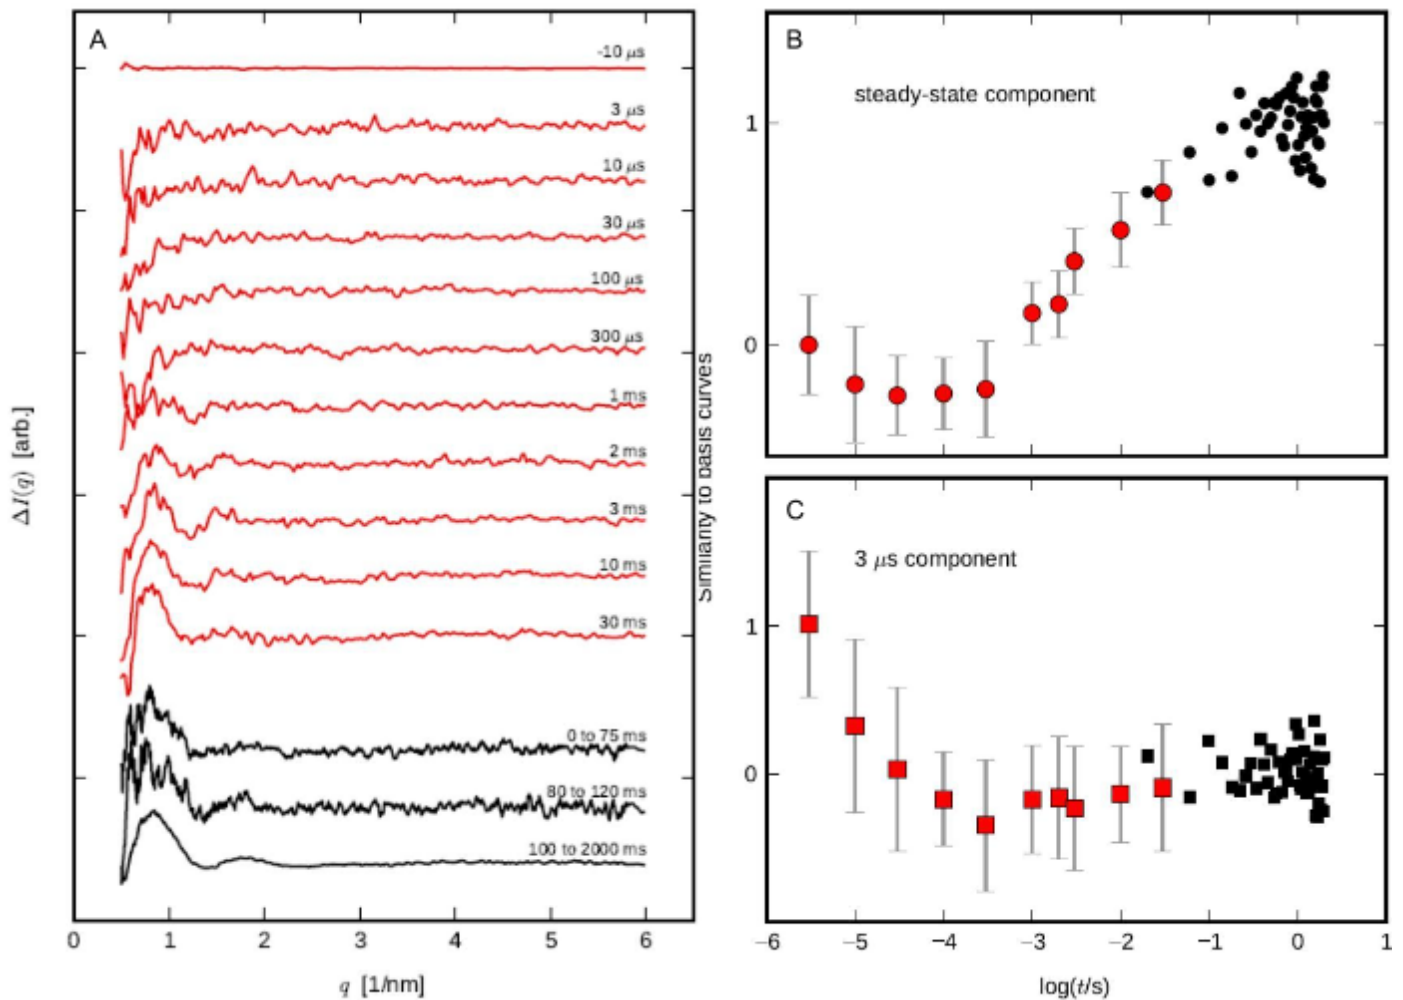 A
-10 μs
3 μs
10 μs
30 μs
100 μs
300 μs
1 ms
2 ms
3 ms
10 ms
30 ms
0 to 75 ms
80 to 120 ms
100 to 2000 ms
ΔI(q) [arb.]
0 1 2 3 4 5 6
q [1/nm]
Similarity to basis curves
B
steady-state component
1
0
C
3 μs component
1
0
−6 −5 −4 −3 −2 −1 0 1
log(t/s)